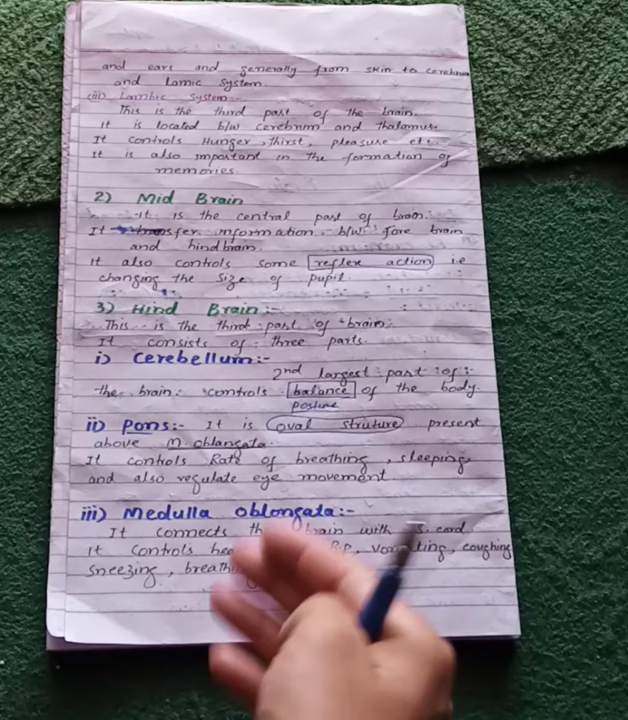 and ears and generally from skin to cerebrum
and Lamic System.
(iii) Lambic System:-
This is the third part of the brain.
It is located b/w cerebrum and thalamus.
It controls Hunger, thirst, pleasure etc.
It is also important in the formation of
memories.
2) Mid Brain
It is the central part of brain.
It transfer information b/w fore brain
and hindbrain.
It also controls some reflex action i.e
changing the size of pupil.
3) Hind Brain:-
This is the third part of brain.
It consists of three parts.
i) Cerebellum:-
2nd largest part of
the brain. controls balance of the body.
posture
ii) Pons:- It is oval struture present
above M oblangata.
It controls Rate of breathing, sleeping
and also regulate eye movement
iii) Medulla oblongata:-
It connects brain with S. cord
It controls B.P, coughing
sneezing,